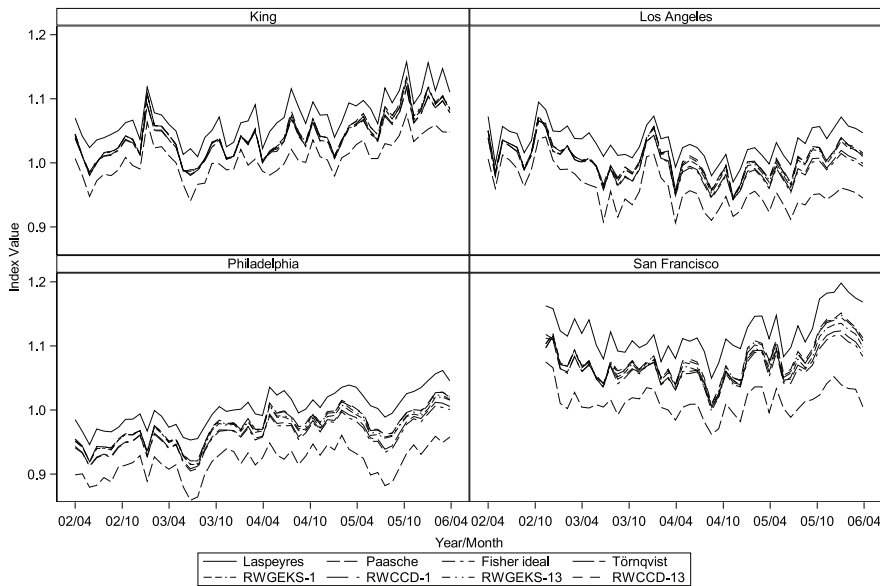 King
Los Angeles
1.2
1.1
1.0
0.9
Philadelphia
San Francisco
1.2
1.1
1.0
0.9
Index Value
02/04 02/10 03/04 03/10 04/04 04/10 05/04 05/10 06/04
02/04 02/10 03/04 03/10 04/04 04/10 05/04 05/10 06/04
Year/Month
Laspeyres Paasche Fisher ideal Törnqvist
RWGEKS-1 RWCCD-1 RWGEKS-13 RWCCD-13